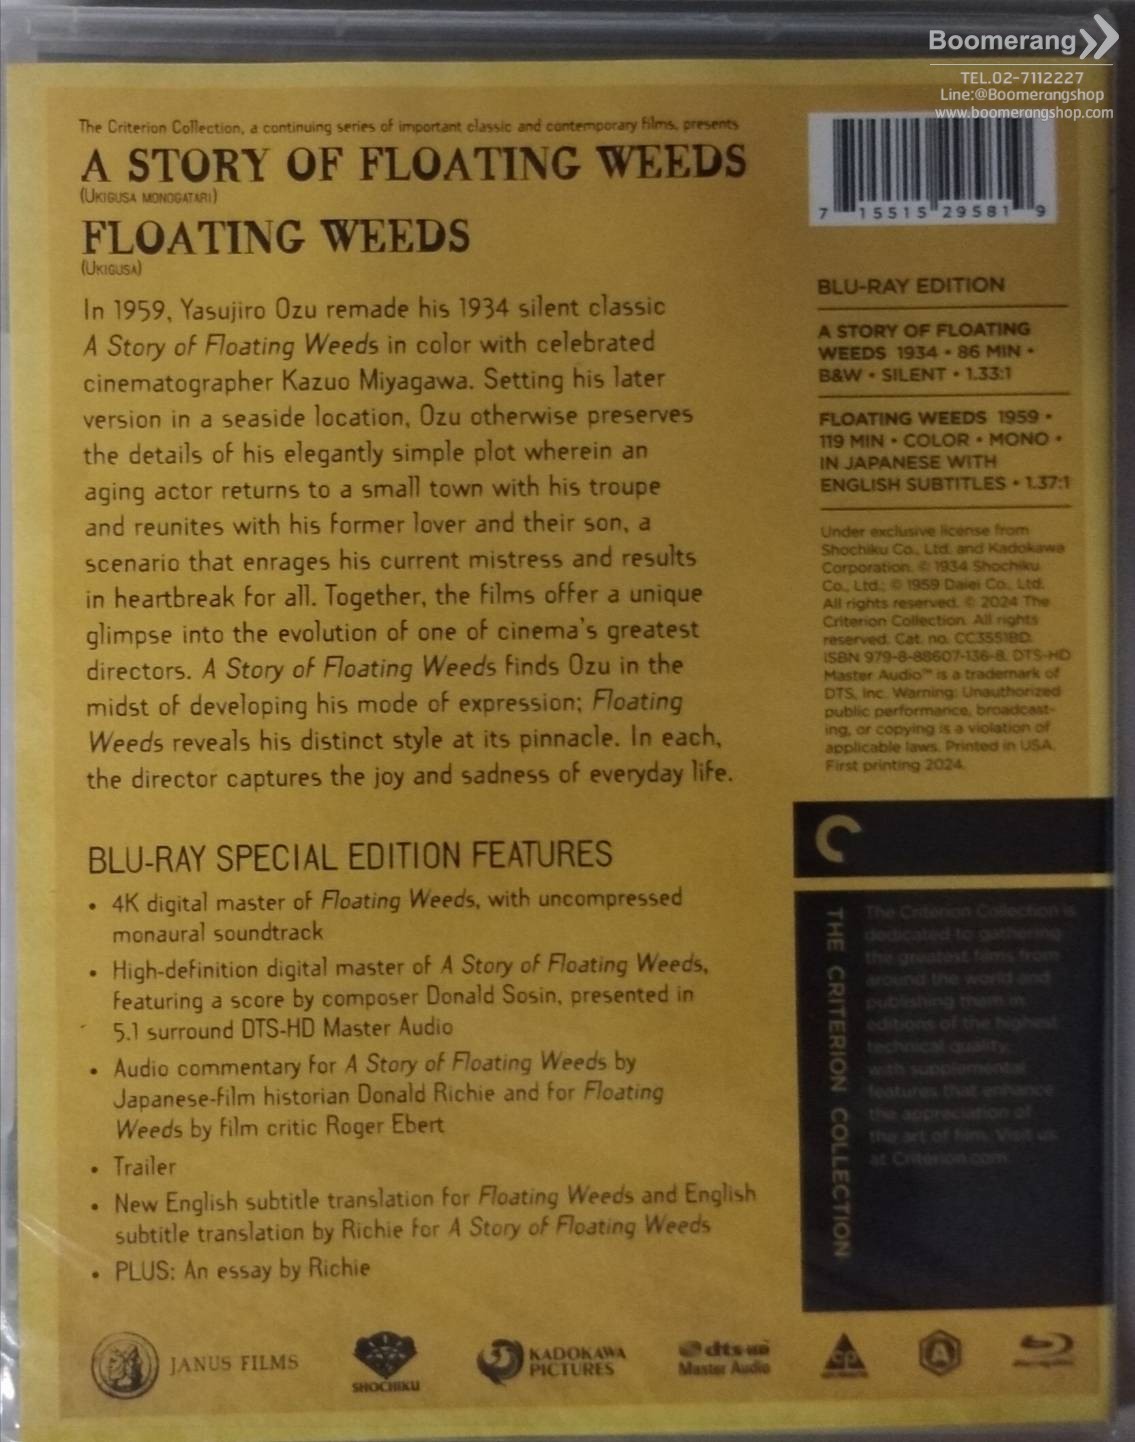 Boomerang
TEL.02-7112227
Line:@Boomerangshop
www.boomerangshop.com
The Criterion Collection, a continuing series of important classic and contemporary films, presents
A STORY OF FLOATING WEEDS
(UKIGUSA MONOGATARI)
FLOATING WEEDS
(UKIGUSA)
In 1959, Yasujiro Ozu remade his 1934 silent classic
A Story of Floating Weeds in color with celebrated
cinematographer Kazuo Miyagawa. Setting his later
version in a seaside location, Ozu otherwise preserves
the details of his elegantly simple plot wherein an
aging actor returns to a small town with his troupe
and reunites with his former lover and their son, a
scenario that enrages his current mistress and results
in heartbreak for all. Together, the films offer a unique
glimpse into the evolution of one of cinema's greatest
directors. A Story of Floating Weeds finds Ozu in the
midst of developing his mode of expression; Floating
Weeds reveals his distinct style at its pinnacle. In each,
the director captures the joy and sadness of everyday life.
BLU-RAY SPECIAL EDITION FEATURES
• 4K digital master of Floating Weeds, with uncompressed
monaural soundtrack
• High-definition digital master of A Story of Floating Weeds,
featuring a score by composer Donald Sosin, presented in
5.1 surround DTS-HD Master Audio
• Audio commentary for A Story of Floating Weeds by
Japanese-film historian Donald Richie and for Floating
Weeds by film critic Roger Ebert
• Trailer
• New English subtitle translation for Floating Weeds and English
subtitle translation by Richie for A Story of Floating Weeds
• PLUS: An essay by Richie
7 15515 29581 9
BLU-RAY EDITION
A STORY OF FLOATING
WEEDS 1934 • 86 MIN •
B&W • SILENT • 1.33:1
FLOATING WEEDS 1959 •
119 MIN • COLOR • MONO •
IN JAPANESE WITH
ENGLISH SUBTITLES • 1.37:1
Under exclusive license from
Shochiku Co., Ltd. and Kadokawa
Corporation. © 1934 Shochiku
Co., Ltd.; © 1959 Daiei Co., Ltd.
All rights reserved. © 2024 The
Criterion Collection. All rights
reserved. Cat. no. CC3551BD.
ISBN 979-8-88607-136-8. DTS-HD
Master Audio™ is a trademark of
DTS, Inc. Warning: Unauthorized
public performance, broadcast-
ing, or copying is a violation of
applicable laws. Printed in USA.
First printing 2024.
THE CRITERION COLLECTION
The Criterion Collection is
dedicated to gathering
the greatest films from
around the world and
publishing them in
editions of the highest
technical quality,
with supplemental
features that enhance
the appreciation of
the art of film. Visit us
at Criterion.com
JANUS FILMS
SHOCHIKU
KADOKAWA
PICTURES
dts-HD
Master Audio
A